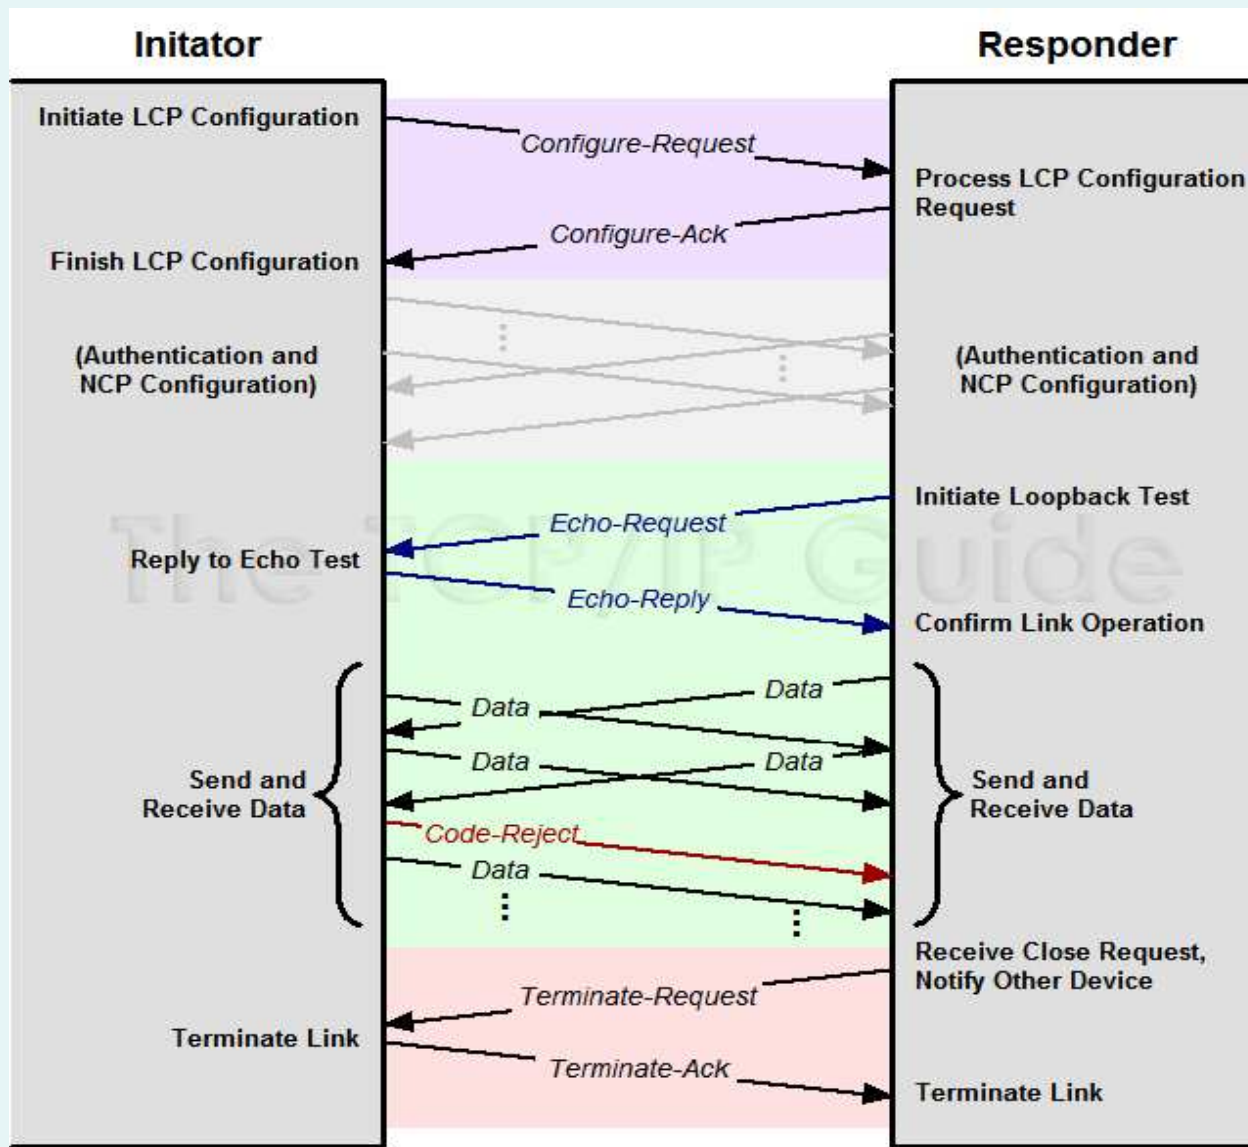 Initator
Responder
Initiate LCP Configuration
Configure-Request
Process LCP Configuration
Request
Configure-Ack
Finish LCP Configuration
(Authentication and
NCP Configuration)
(Authentication and
NCP Configuration)
Initiate Loopback Test
Echo-Request
The TCP/IP Guide
Reply to Echo Test
Echo-Reply
Confirm Link Operation
Data
Data
Data
Data
Send and
Receive Data
Send and
Receive Data
Code-Reject
Data
Receive Close Request,
Notify Other Device
Terminate-Request
Terminate Link
Terminate-Ack
Terminate Link